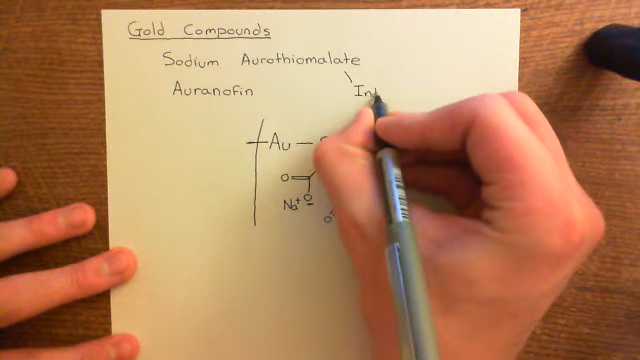 Gold Compounds
Sodium Aurothiomalate
Auranofin
Au
O
Na+ O-
O